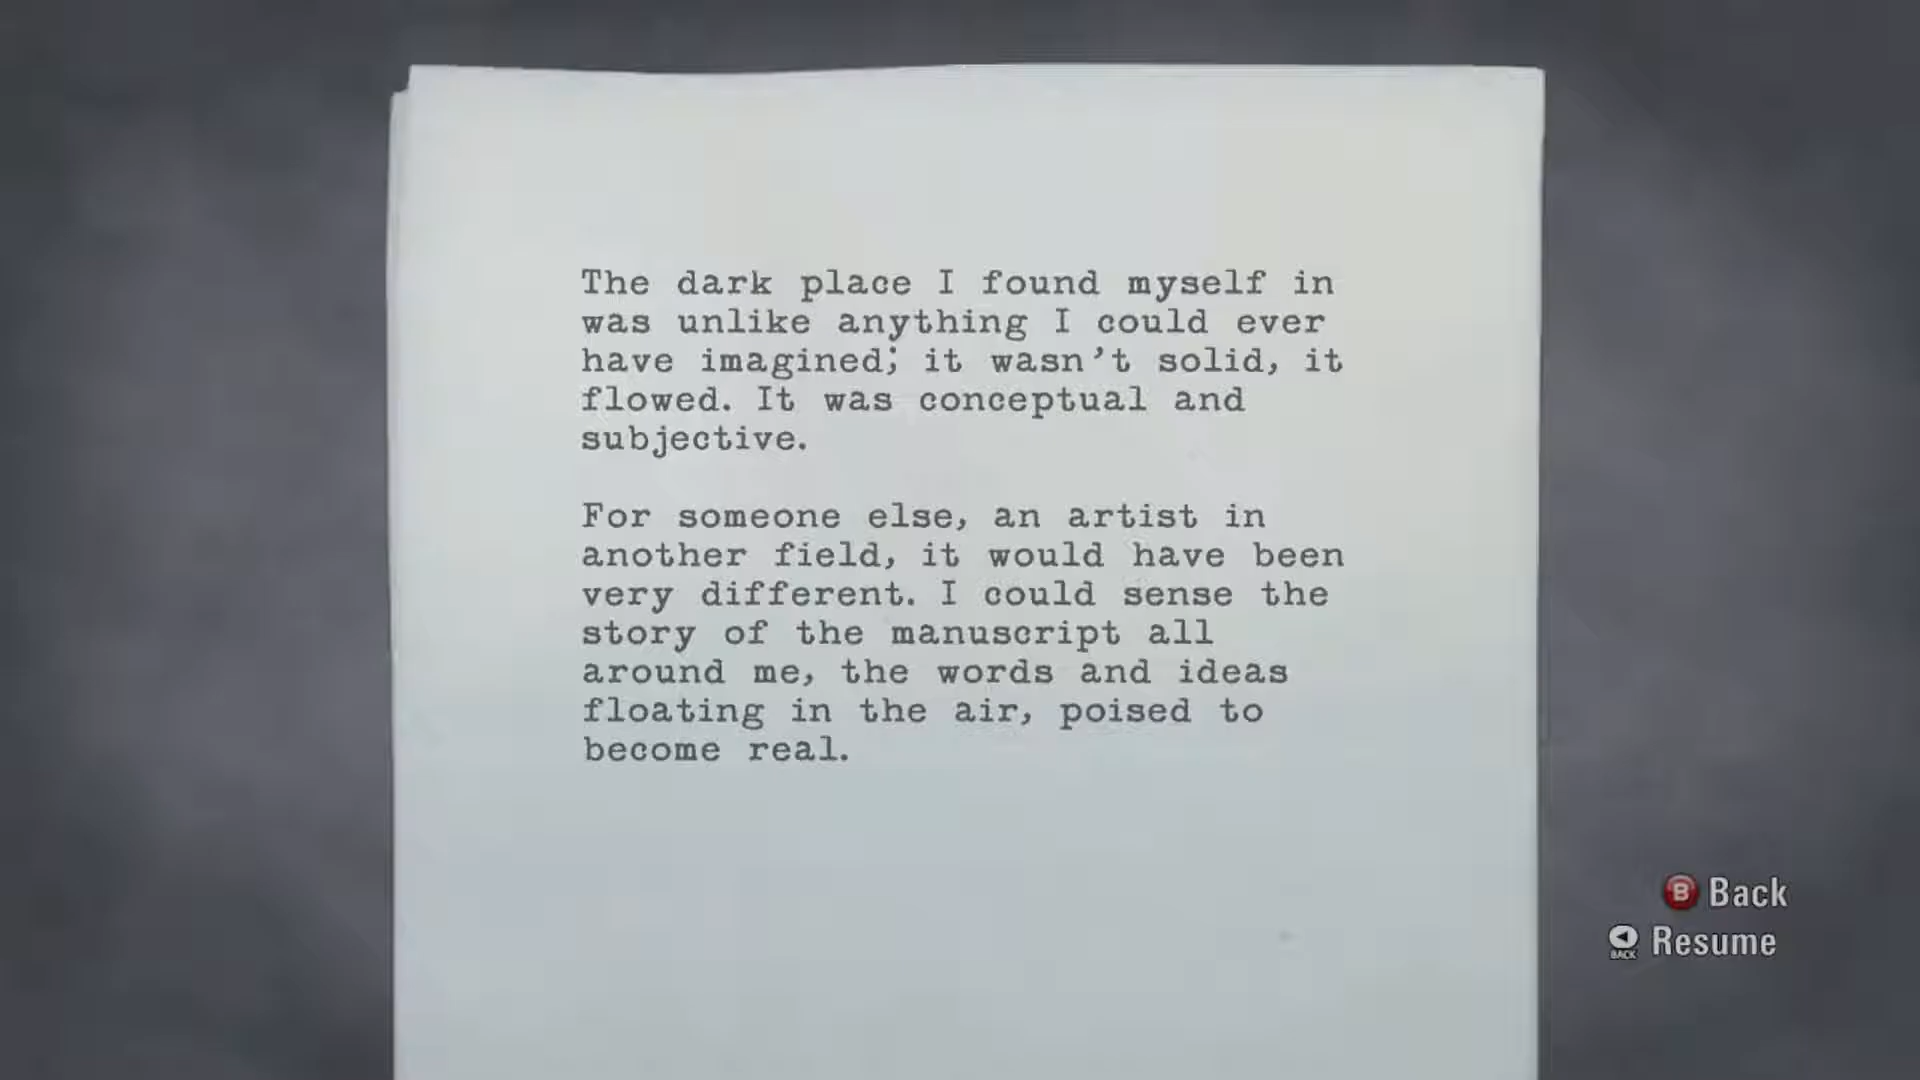 The dark place I found myself in
was unlike anything I could ever
have imagined; it wasn't solid, it
flowed. It was conceptual and
subjective.
For someone else, an artist in
another field, it would have been
very different. I could sense the
story of the manuscript all
around me, the words and ideas
floating in the air, poised to
become real.
B Back
BACK Resume